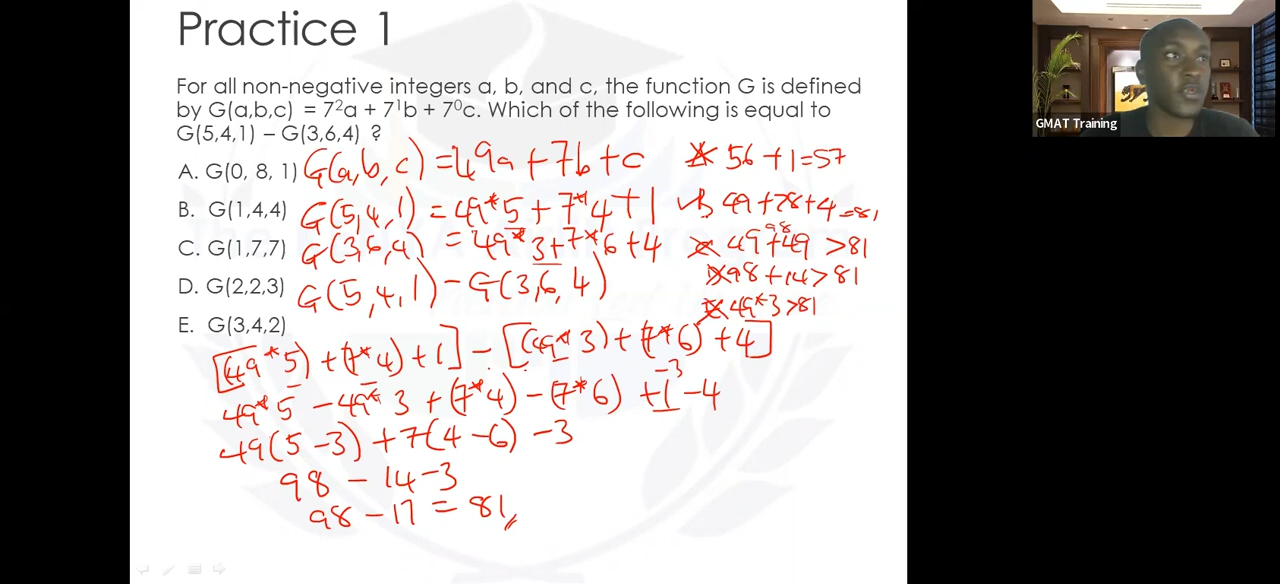 Practice 1
For all non-negative integers a, b, and c, the function G is defined
by G(a,b,c) = 7²a + 7¹b + 7⁰c. Which of the following is equal to
G(5,4,1) – G(3,6,4) ?
A. G(0, 8, 1)
G(a,b,c) = 49a + 7b + c
56 + 1 = 57
B. G(1,4,4)
G(5,4,1) = 49*5 + 7*4 + 1
49 + 28 + 4 = 81
C. G(1,7,7)
G(3,6,4) = 49*3 + 7*6 + 4
98
49 + 49 > 81
D. G(2,2,3)
G(5,4,1) - G(3,6,4)
98 + 14 > 81
49*3 > 81
E. G(3,4,2)
[(49*5) + (7*4) + 1] - [(49*3) + (7*6) + 4]
-3
49*5 - 49*3 + (7*4) - (7*6) + 1 - 4
49(5 - 3) + 7(4 - 6) - 3
98 - 14 - 3
98 - 17 = 81
GMAT Training